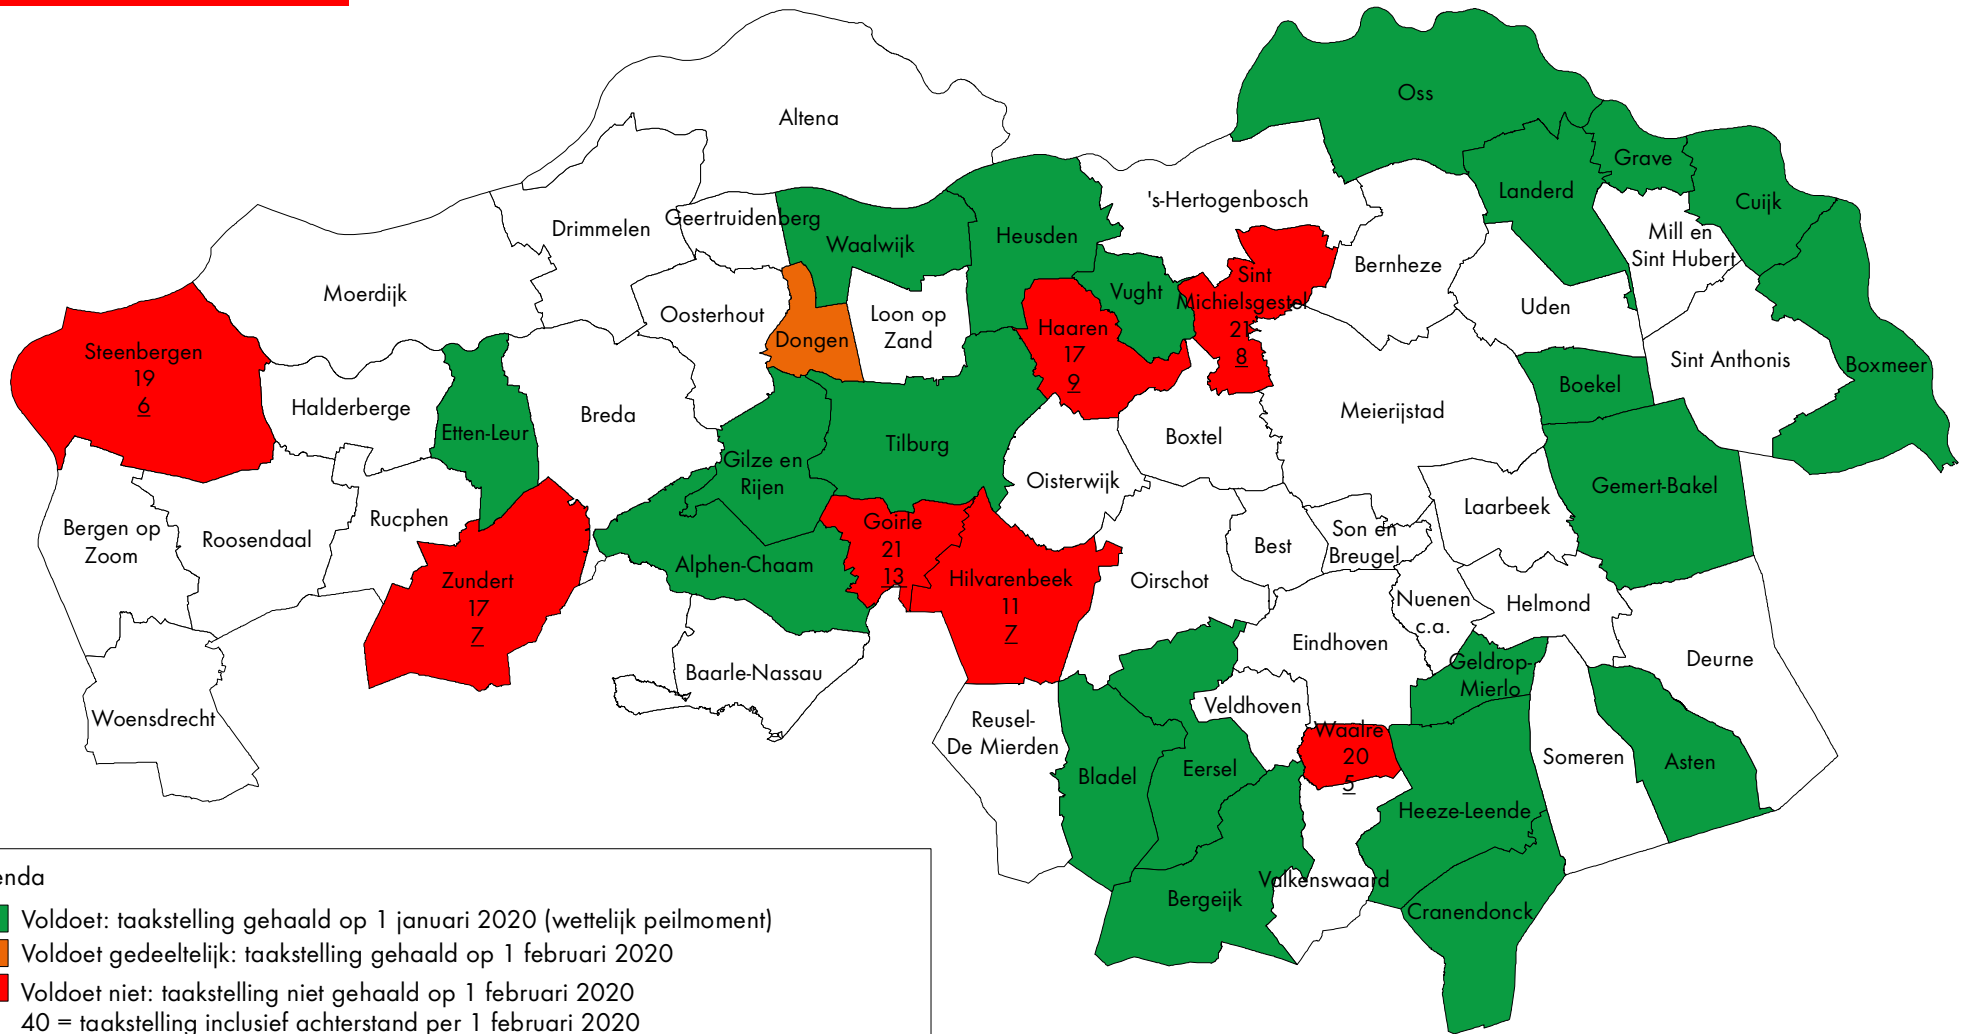 Altena
Oss
Grave
Landerd
Cuijk
's-Hertogenbosch
Geertruidenberg
Drimmelen
Waalwijk
Heusden
Mill en
Sint Hubert
Bernheze
Sint
Michielsgestel
21
8
Vught
Moerdijk
Oosterhout
Loon op
Zand
Uden
Dongen
Haaren
17
9
Steenbergen
19
6
Sint Anthonis
Boxmeer
Boekel
Halderberge
Breda
Meierijstad
Etten-Leur
Tilburg
Boxtel
Gilze en
Rijen
Oisterwijk
Gemert-Bakel
Laarbeek
Bergen op
Zoom
Roosendaal
Rucphen
Goirle
21
13
Son en
Breugel
Best
Alphen-Chaam
Zundert
17
7
Hilvarenbeek
11
7
Oirschot
Nuenen
c.a.
Helmond
Eindhoven
Deurne
Geldrop-
Mierlo
Baarle-Nassau
Woensdrecht
Veldhoven
Reusel-
De Mierden
Waalre
20
5
Someren
Asten
Bladel
Eersel
Heeze-Leende
Valkenswaard
Bergeijk
Cranendonck
enda
Voldoet: taakstelling gehaald op 1 januari 2020 (wettelijk peilmoment)
Voldoet gedeeltelijk: taakstelling gehaald op 1 februari 2020
Voldoet niet: taakstelling niet gehaald op 1 februari 2020
40 = taakstelling inclusief achterstand per 1 februari 2020